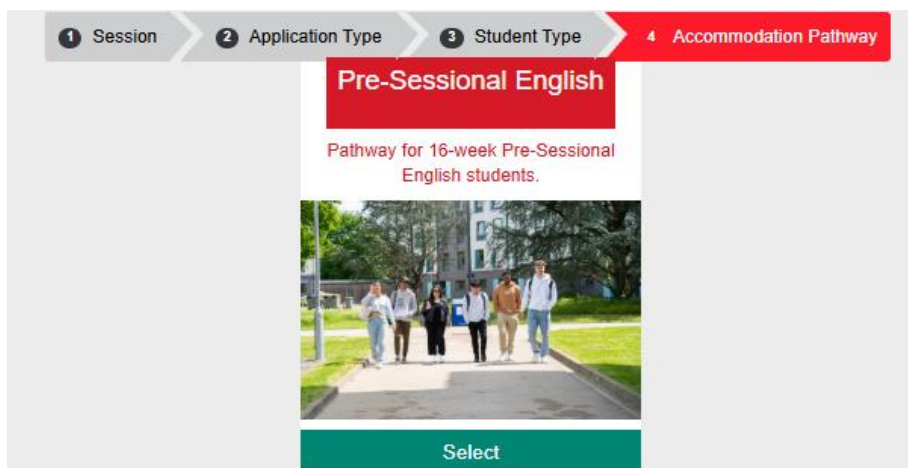 1 Session 2 Application Type 3 Student Type 4 Accommodation Pathway
Pre-Sessional English
Pathway for 16-week Pre-Sessional
English students.
Select